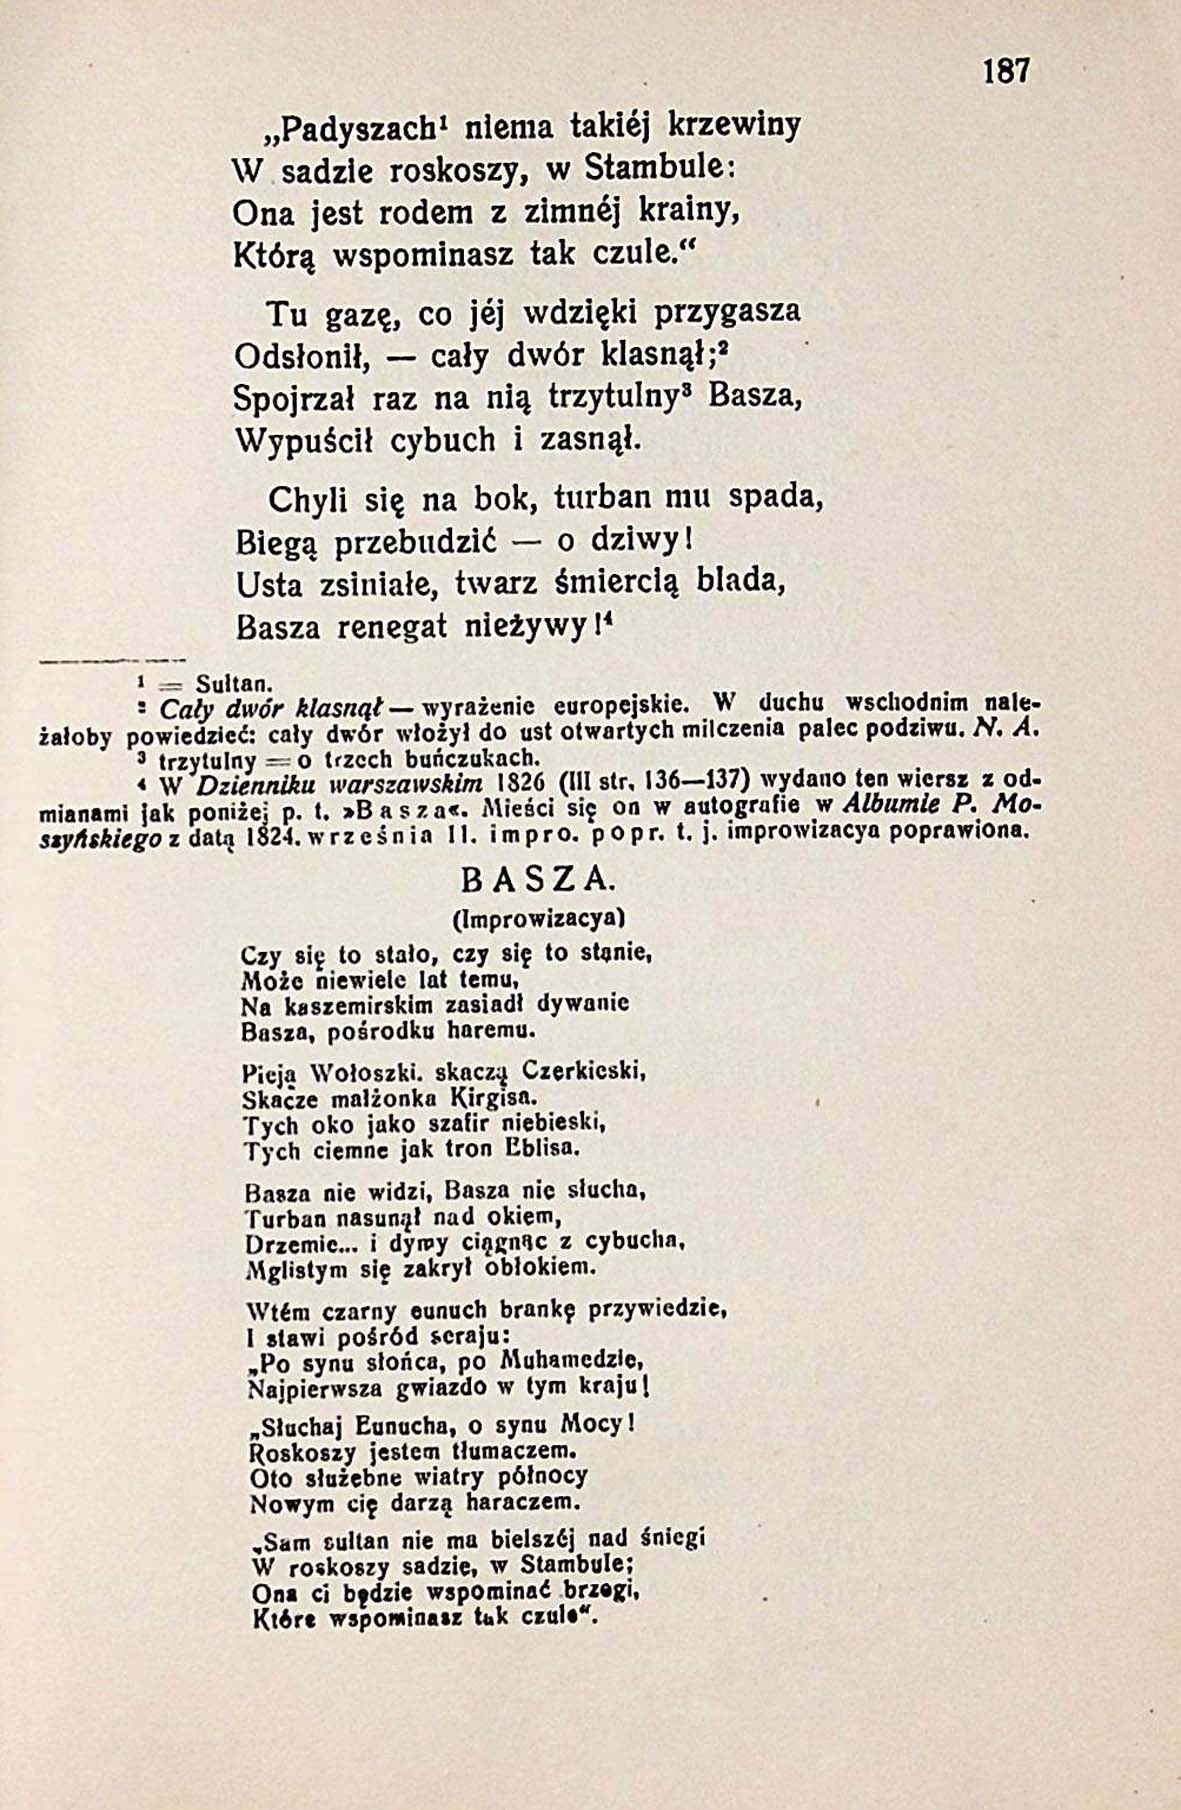 187
„Padyszach¹ niema takiéj krzewiny
W sadzie roskoszy, w Stambule:
Ona jest rodem z zimnéj krainy,
Którą wspominasz tak czule.“
Tu gazę, co jéj wdzięki przygasza
Odsłonił, — cały dwór klasnął;²
Spojrzał raz na nią trzytulny³ Basza,
Wypuścił cybuch i zasnął.
Chyli się na bok, turban mu spada,
Biegą przebudzić — o dziwy!
Usta zsiniałe, twarz śmiercią blada,
Basza renegat nieżywy!⁴
¹ = Sułtan.
² Cały dwór klasnął — wyrażenie europejskie. W duchu wschodnim nale-
żałoby powiedzieć: cały dwór włożył do ust otwartych milczenia palec podziwu. N. A.
³ trzytulny = o trzech buńczukach.
⁴ W Dzienniku warszawskim 1826 (III str. 136—137) wydano ten wiersz z od-
mianami jak poniżej p. t. »Basza«. Mieści się on w autografie w Albumie P. Mo-
szyńskiego z datą 1824. września 11. impro. popr. t. j. improwizacya poprawiona.
BASZA.
(Improwizacya)
Czy się to stało, czy się to stanie,
Może niewiele lat temu,
Na kaszemirskim zasiadł dywanie
Basza, pośrodku haremu.
Pieją Wołoszki. skaczą Czerkieski,
Skacze małżonka Kirgisa.
Tych oko jako szafir niebieski,
Tych ciemne jak tron Eblisa.
Basza nie widzi, Basza nie słucha,
Turban nasunął nad okiem,
Drzemie... i dymy ciągnąc z cybucha,
Mglistym się zakrył obłokiem.
Wtém czarny eunuch brankę przywiedzie,
I stawi pośród seraju:
„Po synu słońca, po Muhamedzie,
Najpierwsza gwiazdo w tym kraju!
„Słuchaj Eunucha, o synu Mocy!
Roskoszy jestem tłumaczem.
Oto służebne wiatry północy
Nowym cię darzą haraczem.
„Sam sułtan nie ma bielszéj nad śniegi
W roskoszy sadzie, w Stambule;
Ona ci będzie wspominać brzegi,
Które wspominasz tak czule“.